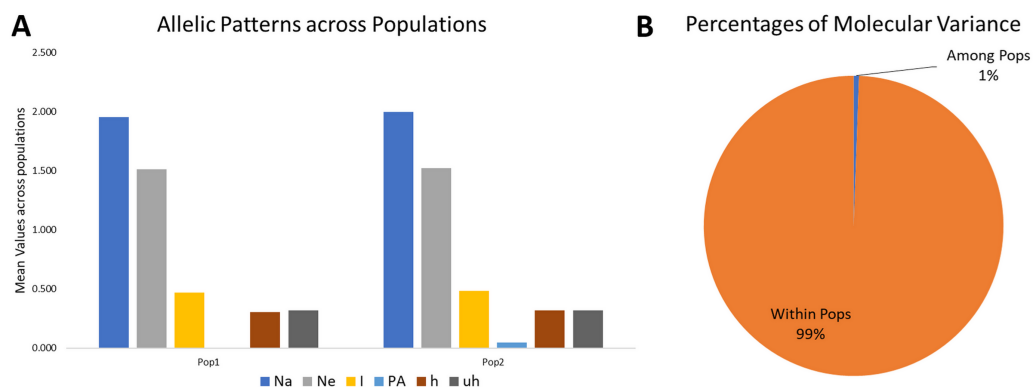 A
Allelic Patterns across Populations
Mean Values across populations
2.500
2.000
1.500
1.000
0.500
0.000
Pop1
Pop2
Na
Ne
I
PA
h
uh
B
Percentages of Molecular Variance
Among Pops
1%
Within Pops
99%